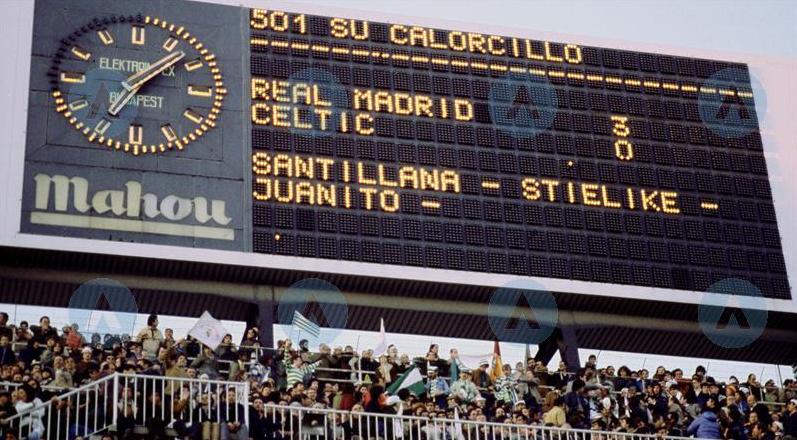 501 SU CALORCILLO
ELEKTROIMPEX
BUDAPEST
REAL MADRID 3
CELTIC 0
Mahou
SANTILLANA - STIELIKE -
JUANITO -